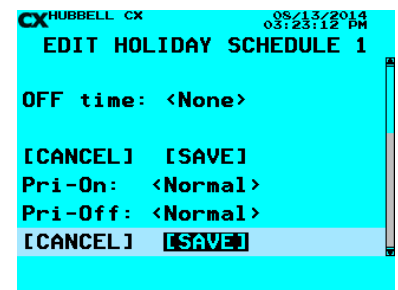 CX HUBBELL CX 08/13/2014
03:23:12 PM
EDIT HOLIDAY SCHEDULE 1
OFF time: <None>
[CANCEL] [SAVE]
Pri-On: <Normal>
Pri-Off: <Normal>
[CANCEL] [SAVE]